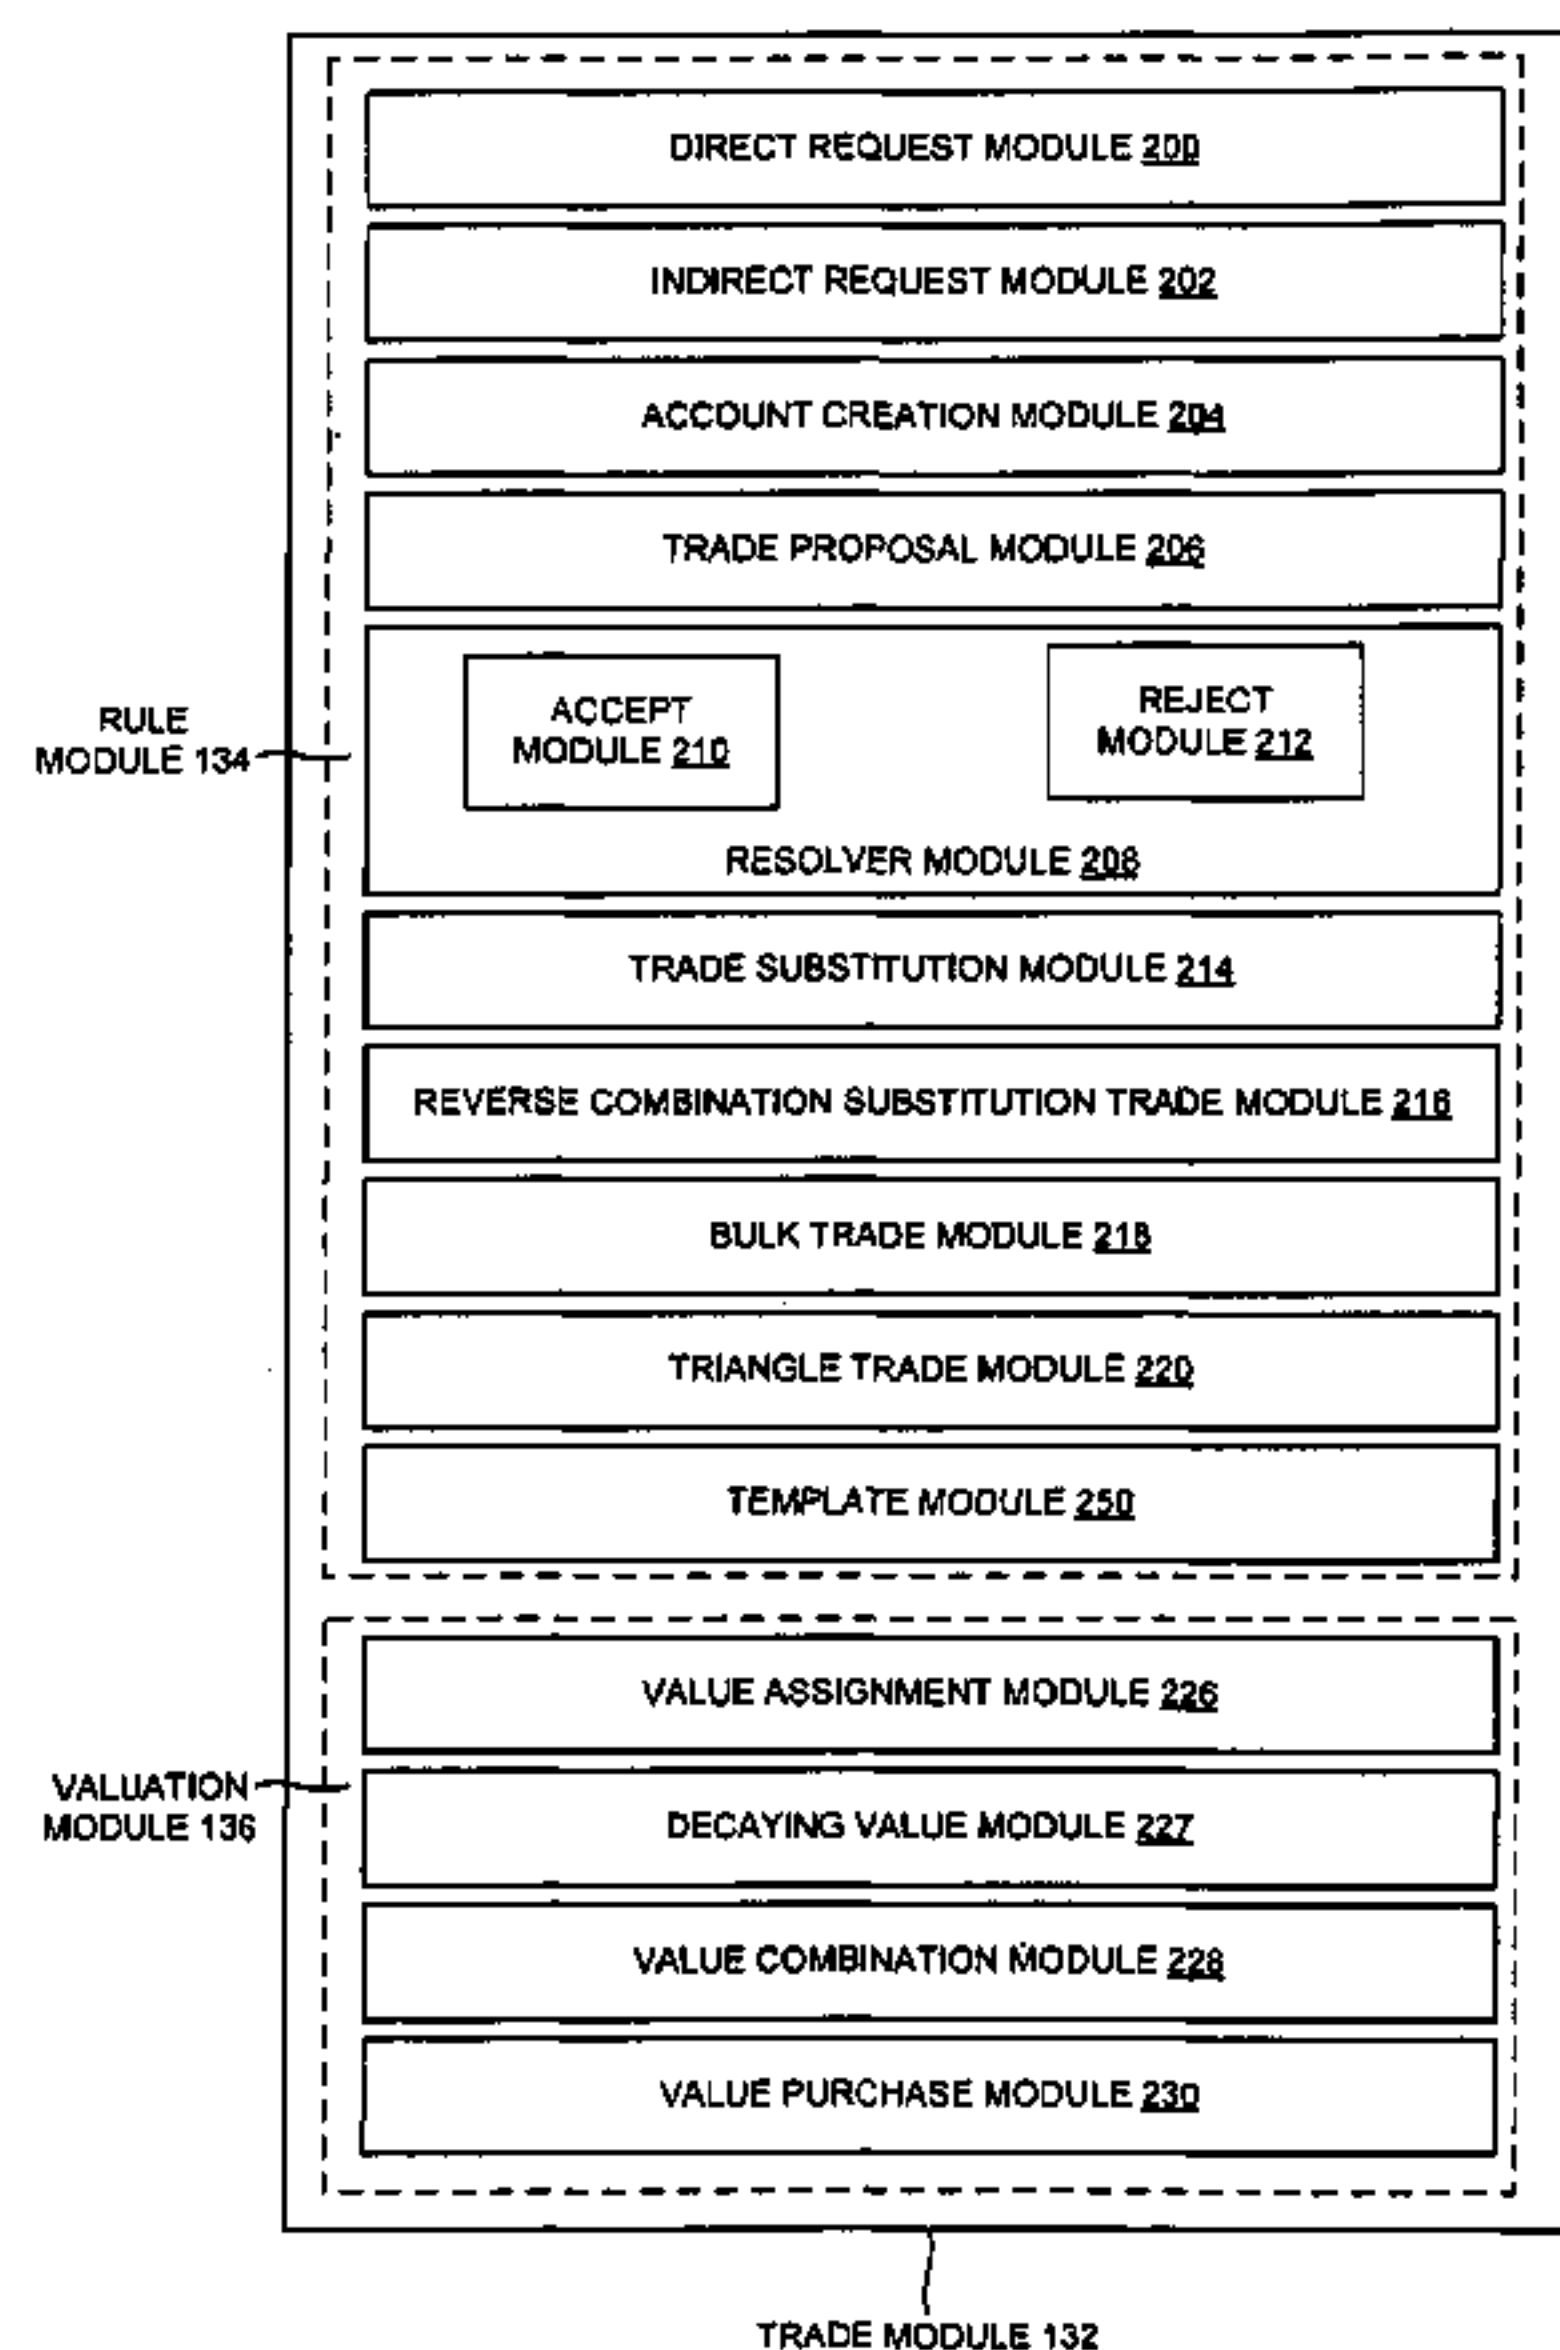 DIRECT REQUEST MODULE 200
INDIRECT REQUEST MODULE 202
ACCOUNT CREATION MODULE 204
TRADE PROPOSAL MODULE 206
RULE
MODULE 134
ACCEPT
MODULE 210
REJECT
MODULE 212
RESOLVER MODULE 208
TRADE SUBSTITUTION MODULE 214
REVERSE COMBINATION SUBSTITUTION TRADE MODULE 216
BULK TRADE MODULE 218
TRIANGLE TRADE MODULE 220
TEMPLATE MODULE 250
VALUE ASSIGNMENT MODULE 226
VALUATION
MODULE 136
DECAYING VALUE MODULE 227
VALUE COMBINATION MODULE 228
VALUE PURCHASE MODULE 230
TRADE MODULE 132